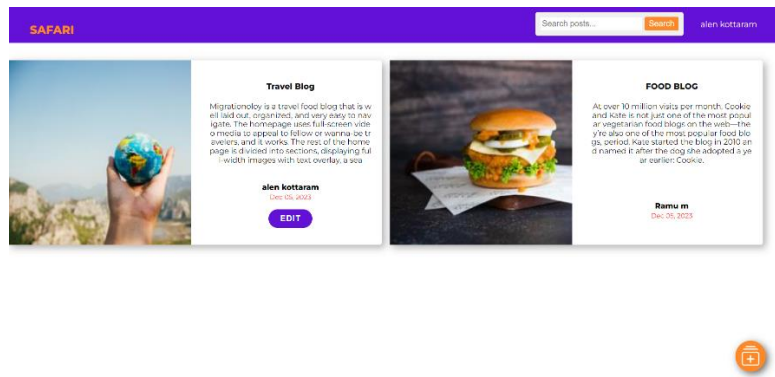 SAFARI
Search posts...
Search
alen kottaram
Travel Blog
Migrationoloy is a travel food blog that is w
ell laid out, organized, and very easy to nav
igate. The homepage uses full-screen vide
o media to appeal to fellow or wanna-be tr
avelers, and it works. The rest of the home
page is divided into sections, displaying ful
l-width images with text overlay, a sea
alen kottaram
Dec 05, 2023
EDIT
FOOD BLOG
At over 10 million visits per month, Cookie
and Kate is not just one of the most popul
ar vegetarian food blogs on the web—the
y're also one of the most popular food blo
gs, period. Kate started the blog in 2010 an
d named it after the dog she adopted a ye
ar earlier: Cookie.
Ramu m
Dec 05, 2023